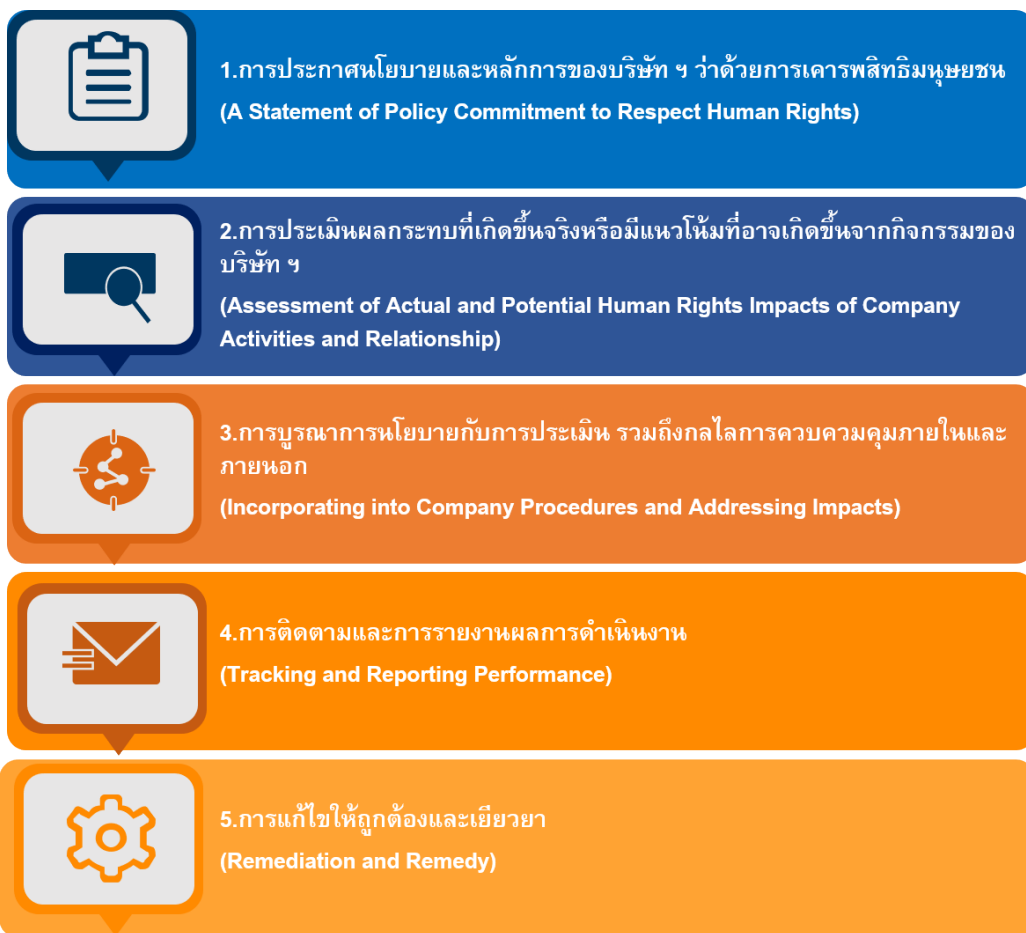 1.การประกาศนโยบายและหลักการของบริษัท ฯ ว่าด้วยการเคารพสิทธิมนุษยชน
(A Statement of Policy Commitment to Respect Human Rights)
2.การประเมินผลกระทบที่เกิดขึ้นจริงหรือมีแนวโน้มที่อาจเกิดขึ้นจากกิจกรรมของ
บริษัท ฯ
(Assessment of Actual and Potential Human Rights Impacts of Company
Activities and Relationship)
3.การบูรณาการนโยบายกับการประเมิน รวมถึงกลไลการควบควมคุมภายในและ
ภายนอก
(Incorporating into Company Procedures and Addressing Impacts)
4.การติดตามและการรายงานผลการดำเนินงาน
(Tracking and Reporting Performance)
5.การแก้ไขให้ถูกต้องและเยียวยา
(Remediation and Remedy)